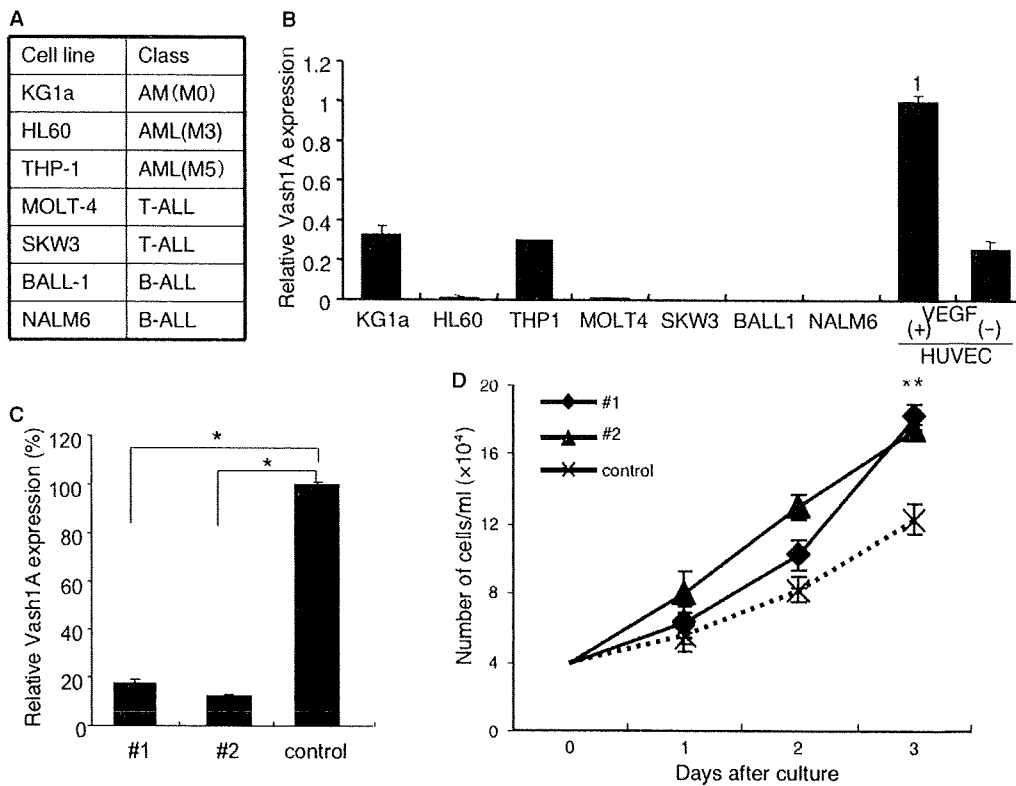 A
Cell line Class
KG1a AM(M0)
HL60 AML(M3)
THP-1 AML(M5)
MOLT-4 T-ALL
SKW3 T-ALL
BALL-1 B-ALL
NALM6 B-ALL
B
Relative Vash1A expression
1.2
1
0.8
0.6
0.4
0.2
0
1
KG1a HL60 THP1 MOLT4 SKW3 BALL1 NALM6
VEGF
(+) (-)
HUVEC
C
Relative Vash1A expression (%)
120
100
80
60
40
20
0
*
*
#1 #2 control
D
Number of cells/ml (×10⁴)
20
16
12
8
4
0
#1
#2
control
**
0 1 2 3
Days after culture